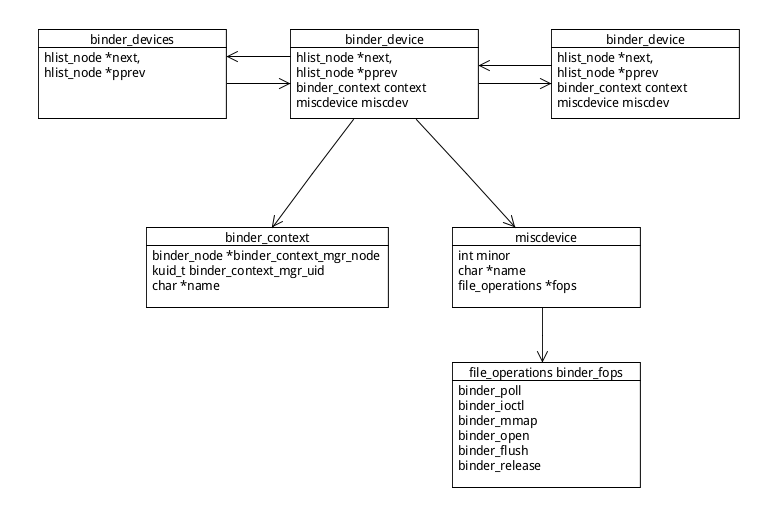 binder_devices
hlist_node *next,
hlist_node *pprev
binder_device
hlist_node *next,
hlist_node *pprev
binder_context context
miscdevice miscdev
binder_device
hlist_node *next,
hlist_node *pprev
binder_context context
miscdevice miscdev
binder_context
binder_node *binder_context_mgr_node
kuid_t binder_context_mgr_uid
char *name
miscdevice
int minor
char *name
file_operations *fops
file_operations binder_fops
binder_poll
binder_ioctl
binder_mmap
binder_open
binder_flush
binder_release